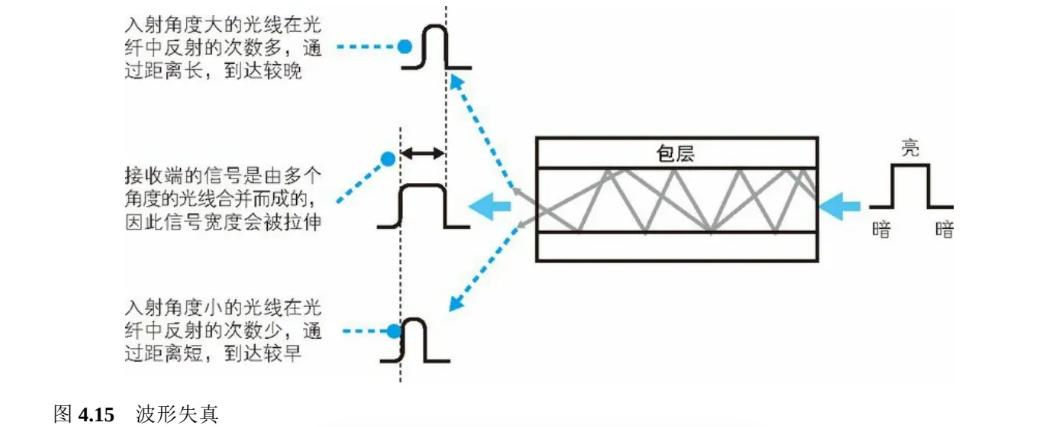 入射角度大的光线在光
纤中反射的次数多，通
过距离长，到达较晚
接收端的信号是由多个
角度的光线合并而成的，
因此信号宽度会被拉伸
包层
亮
暗 暗
入射角度小的光线在光
纤中反射的次数少，通
过距离短，到达较早
图 4.15 波形失真